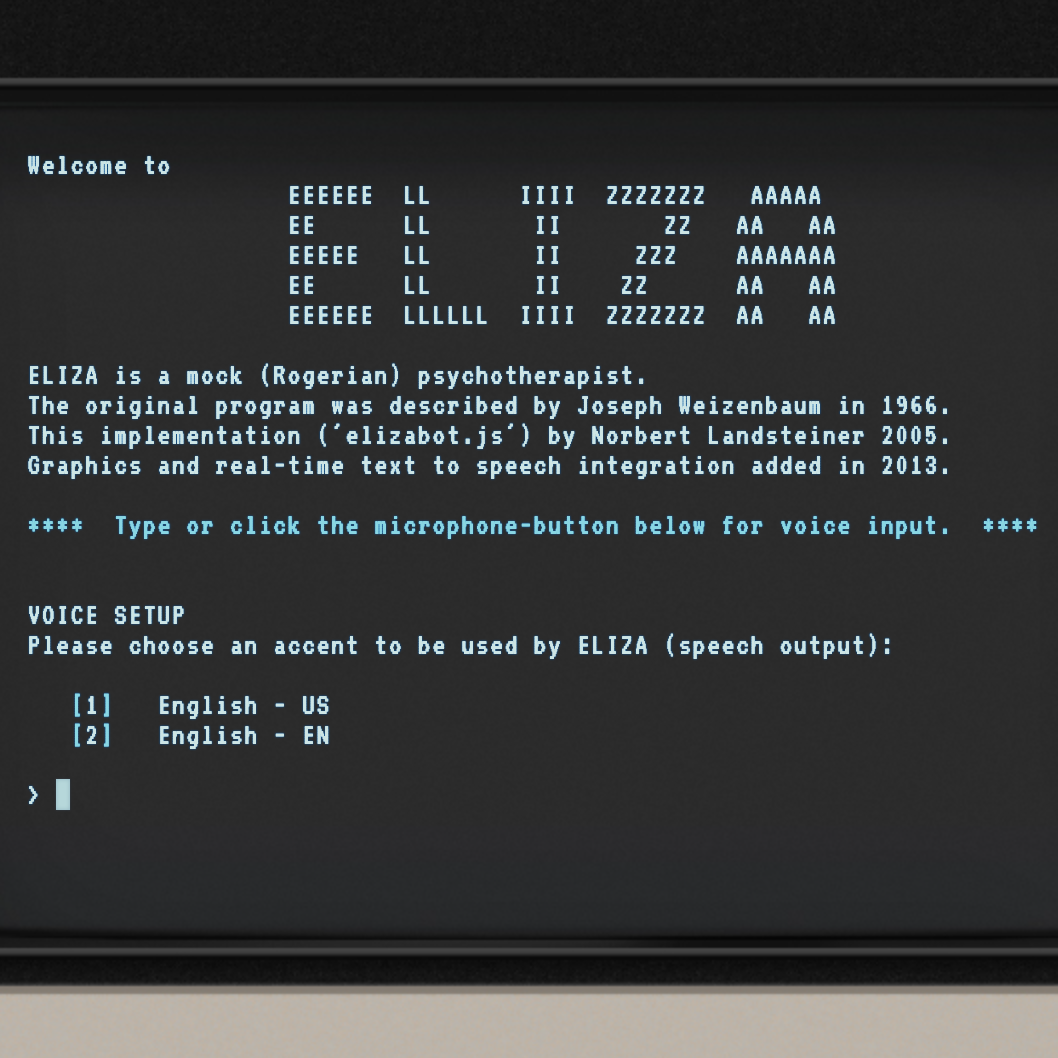 Welcome to
EEEEEE  LL      IIII  ZZZZZZZ   AAAAA
EE      LL       II       ZZ   AA   AA
EEEEE   LL       II     ZZZ    AAAAAAA
EE      LL       II    ZZ      AA   AA
EEEEEE  LLLLLL  IIII  ZZZZZZZ  AA   AA
ELIZA is a mock (Rogerian) psychotherapist.
The original program was described by Joseph Weizenbaum in 1966.
This implementation (´elizabot.js´) by Norbert Landsteiner 2005.
Graphics and real-time text to speech integration added in 2013.
****  Type or click the microphone-button below for voice input.  ****
VOICE SETUP
Please choose an accent to be used by ELIZA (speech output):
[1]   English - US
[2]   English - EN
❯